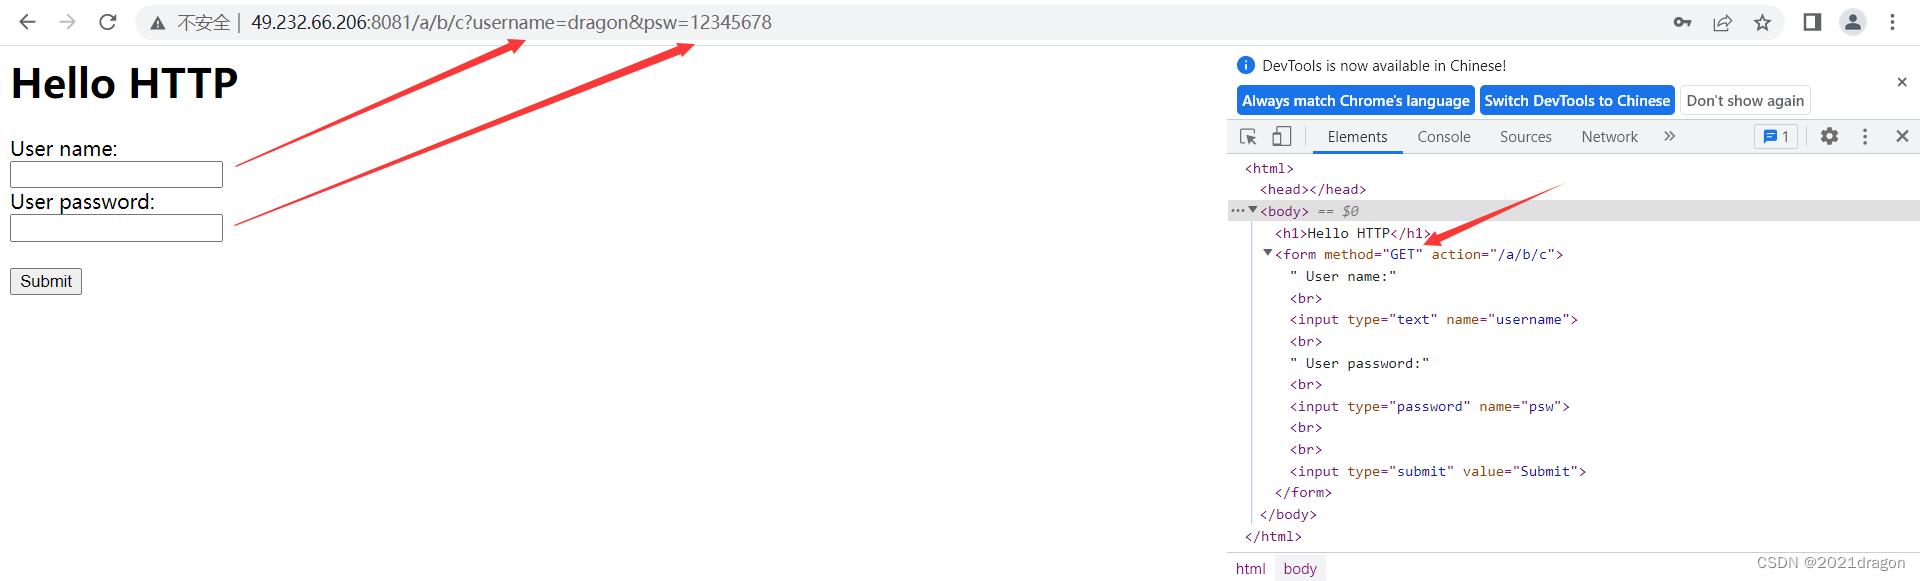 不安全 | 49.232.66.206:8081/a/b/c?username=dragon&psw=12345678
Hello HTTP
User name:
User password:
Submit
DevTools is now available in Chinese!
Always match Chrome's language Switch DevTools to Chinese Don't show again
Elements Console Sources Network » 1
<html>
<head></head>
··· ▼<body> == $0
<h1>Hello HTTP</h1>
▼<form method="GET" action="/a/b/c">
" User name:"
<br>
<input type="text" name="username">
<br>
" User password:"
<br>
<input type="password" name="psw">
<br>
<br>
<input type="submit" value="Submit">
</form>
</body>
</html>
html body
CSDN @2021dragon